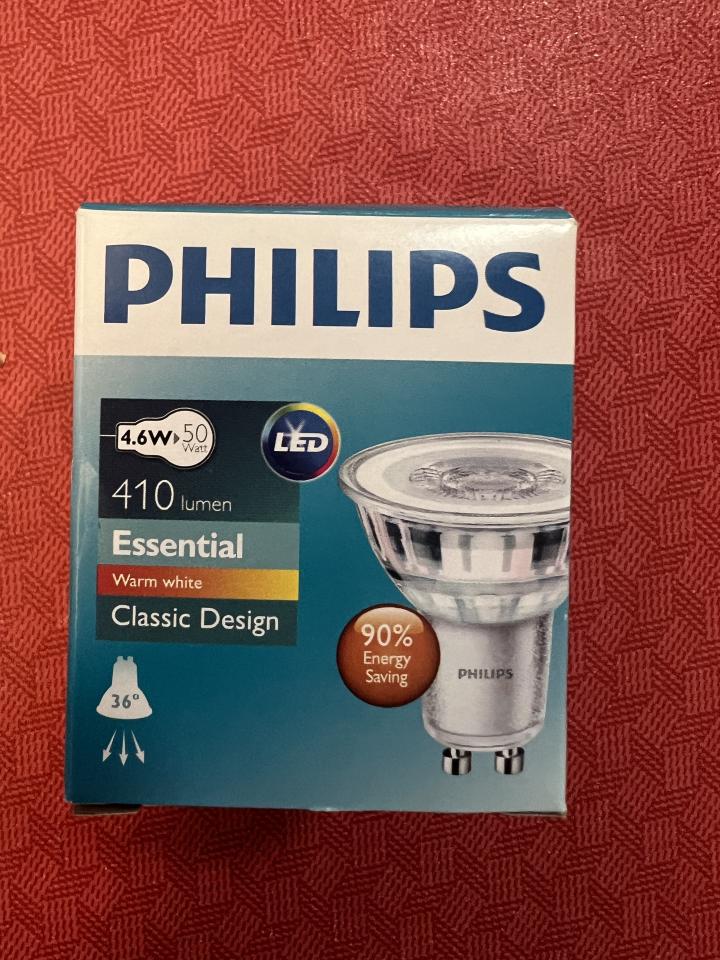 PHILIPS
4.6W 50
Watt
LED
410 lumen
Essential
Warm white
Classic Design
90%
Energy
Saving
PHILIPS
36°